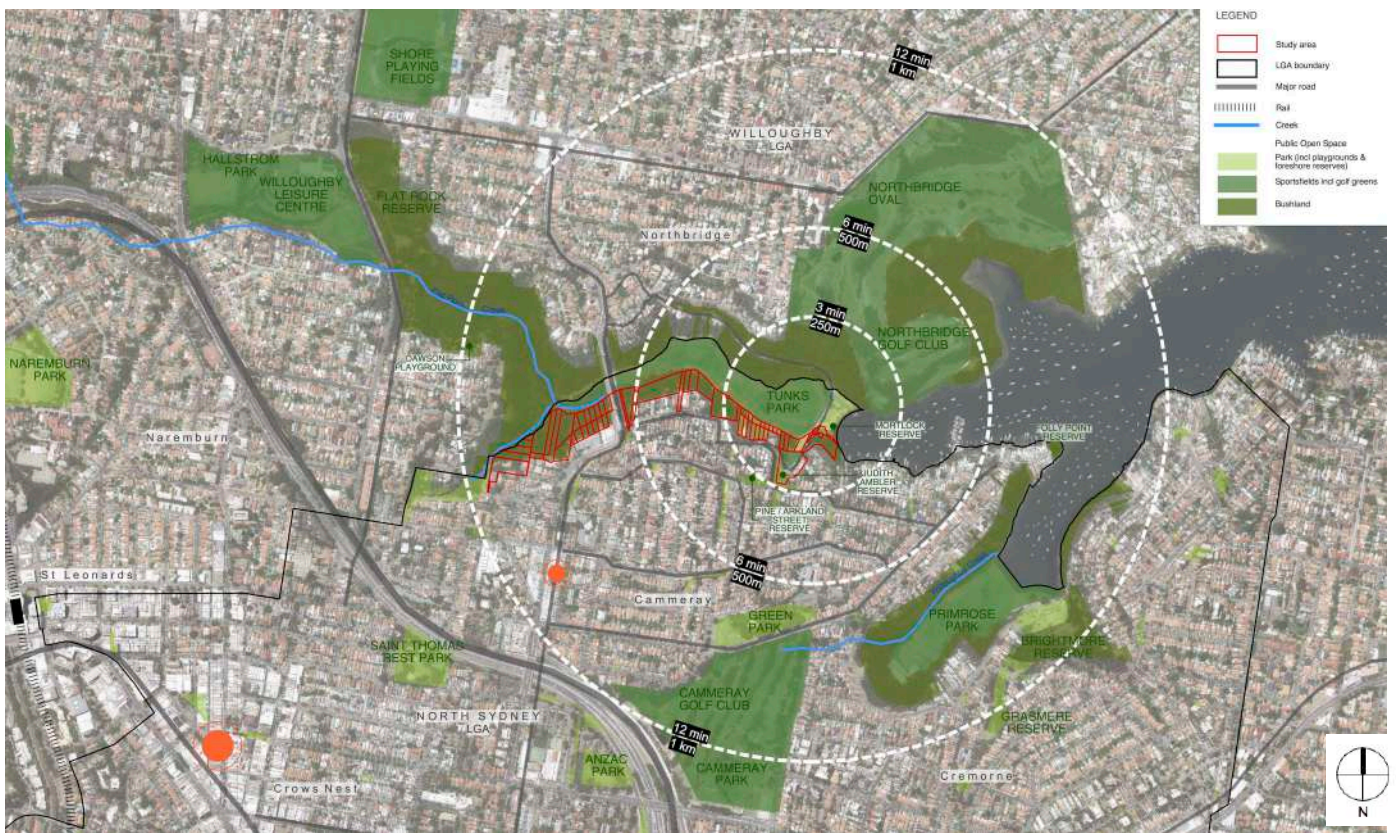 LEGEND
Study area
LGA boundary
Major road
Rail
Creek
Public Open Space
Park (incl playgrounds &
foreshore reserves)
Sportsfields incl golf greens
Bushland
SHORE
PLAYING
FIELDS
12 min
1 km
WILLOUGHBY
LGA
HALLSTROM
PARK
WILLOUGHBY
LEISURE
CENTRE
FLAT ROCK
RESERVE
NORTHBRIDGE
OVAL
Northbridge
6 min
500m
3 min
250m
NORTHBRIDGE
GOLF CLUB
NAREMBURN
PARK
DAWSON
PLAYGROUND
TUNKS
PARK
MORTLOCK
RESERVE
FOLLY POINT
RESERVE
Naremburn
JUDITH
AMBLER
RESERVE
PINE / ARKLAND
STREET
RESERVE
6 min
500m
St Leonards
Cammeray
GREEN
PARK
PRIMROSE
PARK
BRIGHTMORE
RESERVE
SAINT THOMAS
REST PARK
CAMMERAY
GOLF CLUB
NORTH SYDNEY
LGA
GRASMERE
RESERVE
12 min
1 km
ANZAC
PARK
CAMMERAY
PARK
Cremorne
Crows Nest
N